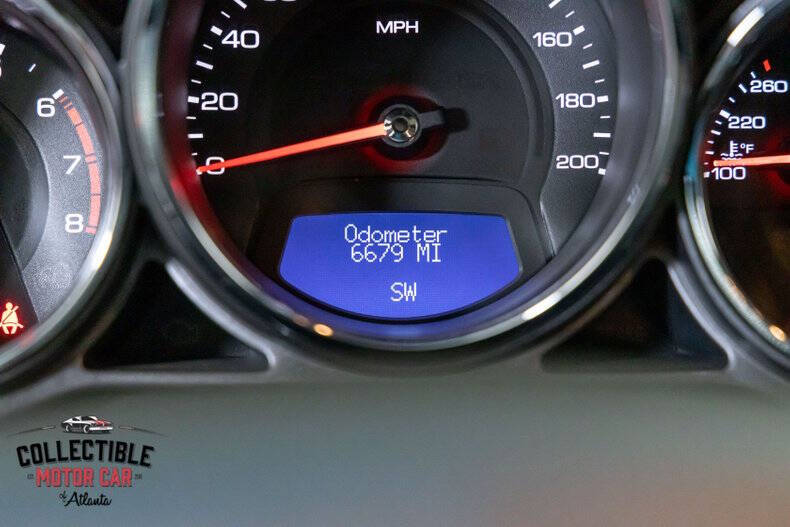 MPH
40
20
0
160
180
200
6
7
8
260
220
°F
100
Odometer
6679 MI
SW
COLLECTIBLE
MOTOR CAR
of Atlanta